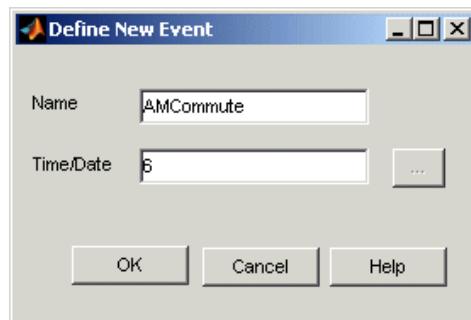 Define New Event
Name AMCommute
Time/Date 6 ...
OK Cancel Help